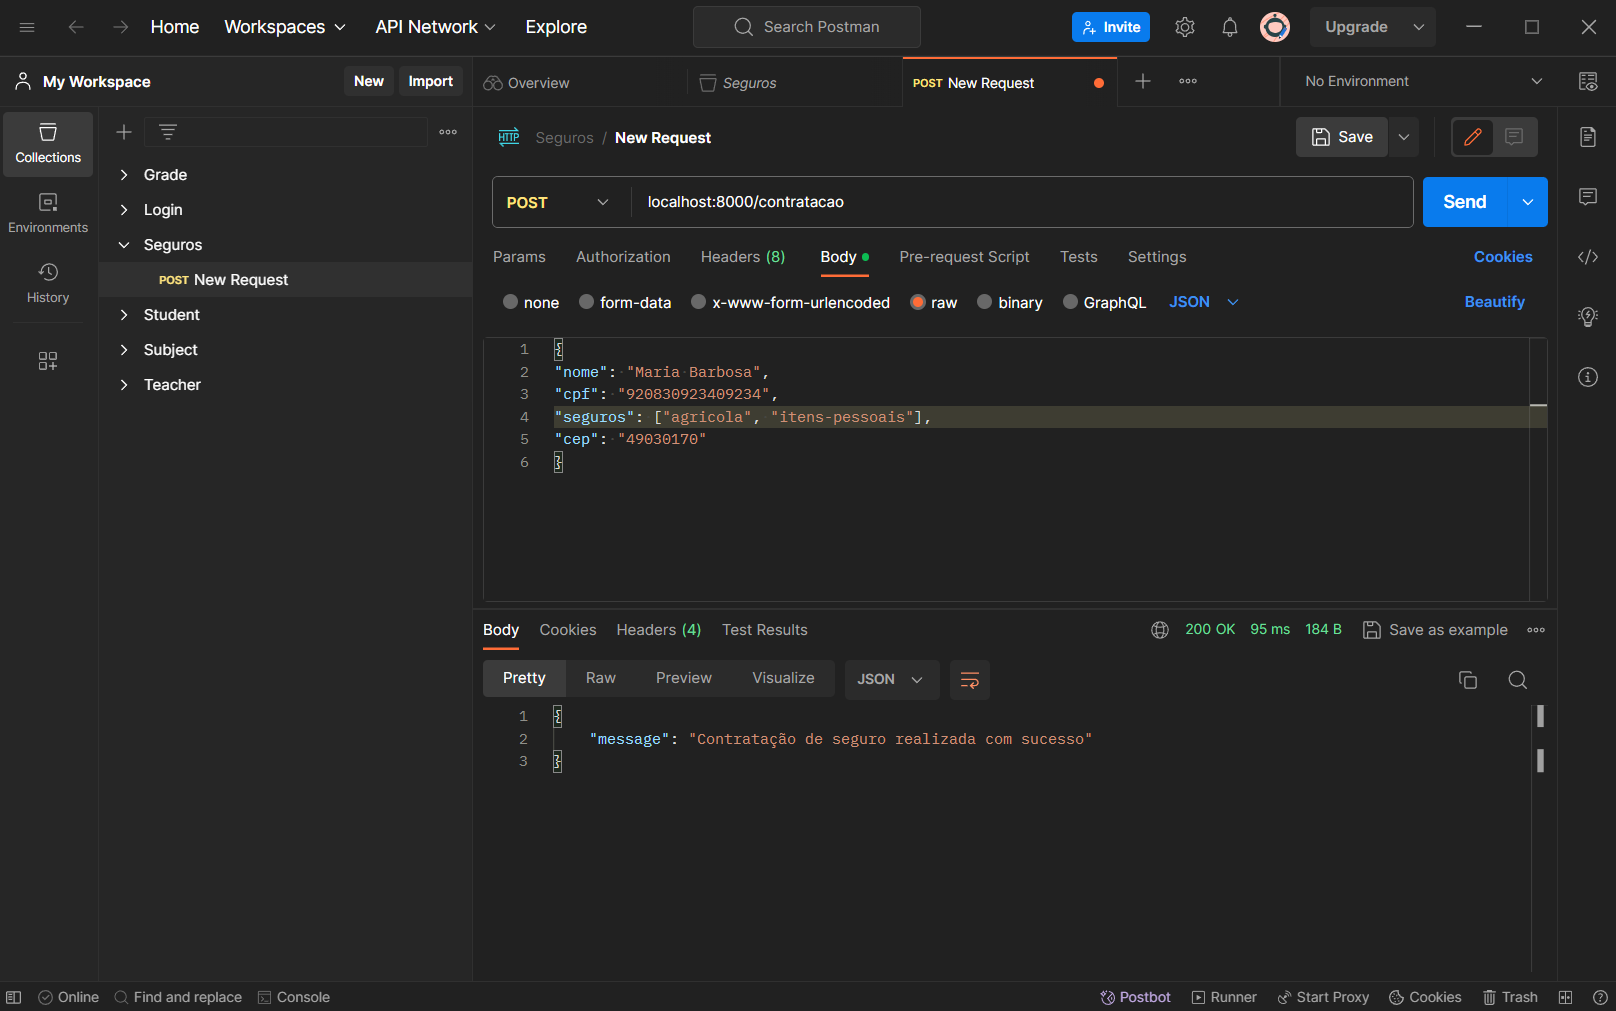 Home Workspaces API Network Explore Search Postman Invite Upgrade
My Workspace New Import Overview Seguros POST New Request No Environment
Collections
Environments
History
Grade
Login
Seguros
POST New Request
Student
Subject
Teacher
HTTP Seguros / New Request Save
POST localhost:8000/contratacao Send
Params Authorization Headers (8) Body Pre-request Script Tests Settings Cookies
none form-data x-www-form-urlencoded raw binary GraphQL JSON Beautify
1 {
2 "nome": "Maria Barbosa",
3 "cpf": "920830923409234",
4 "seguros": ["agricola", "itens-pessoais"],
5 "cep": "49030170"
6 }
Body Cookies Headers (4) Test Results 200 OK 95 ms 184 B Save as example
Pretty Raw Preview Visualize JSON
1 {
2 "message": "Contratação de seguro realizada com sucesso"
3 }
Online Find and replace Console Postbot Runner Start Proxy Cookies Trash